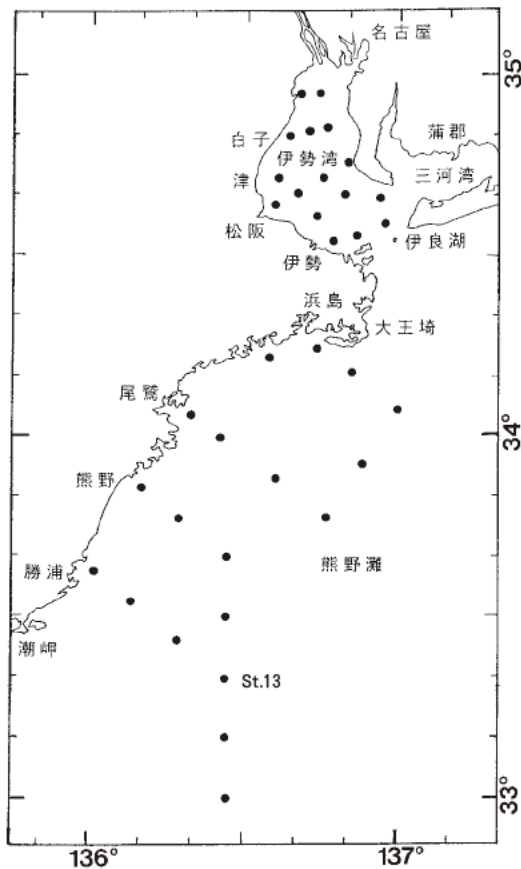 名古屋
35°
蒲郡
白子
伊勢湾
三河湾
津
松阪
伊良湖
伊勢
浜島
大王埼
尾鷲
34°
熊野
熊野灘
勝浦
潮岬
St.13
33°
136°
137°